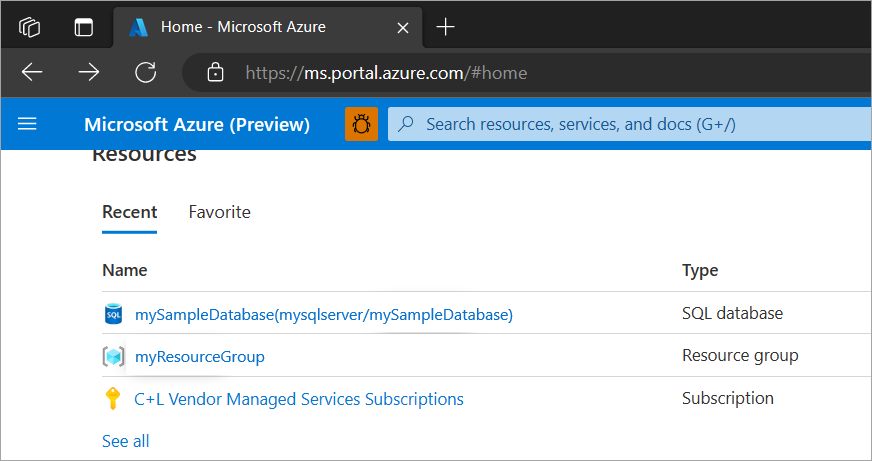 Home - Microsoft Azure
https://ms.portal.azure.com/#home
Microsoft Azure (Preview) Search resources, services, and docs (G+/)
Resources
Recent Favorite
Name Type
SQL mySampleDatabase(mysqlserver/mySampleDatabase) SQL database
myResourceGroup Resource group
C+L Vendor Managed Services Subscriptions Subscription
See all